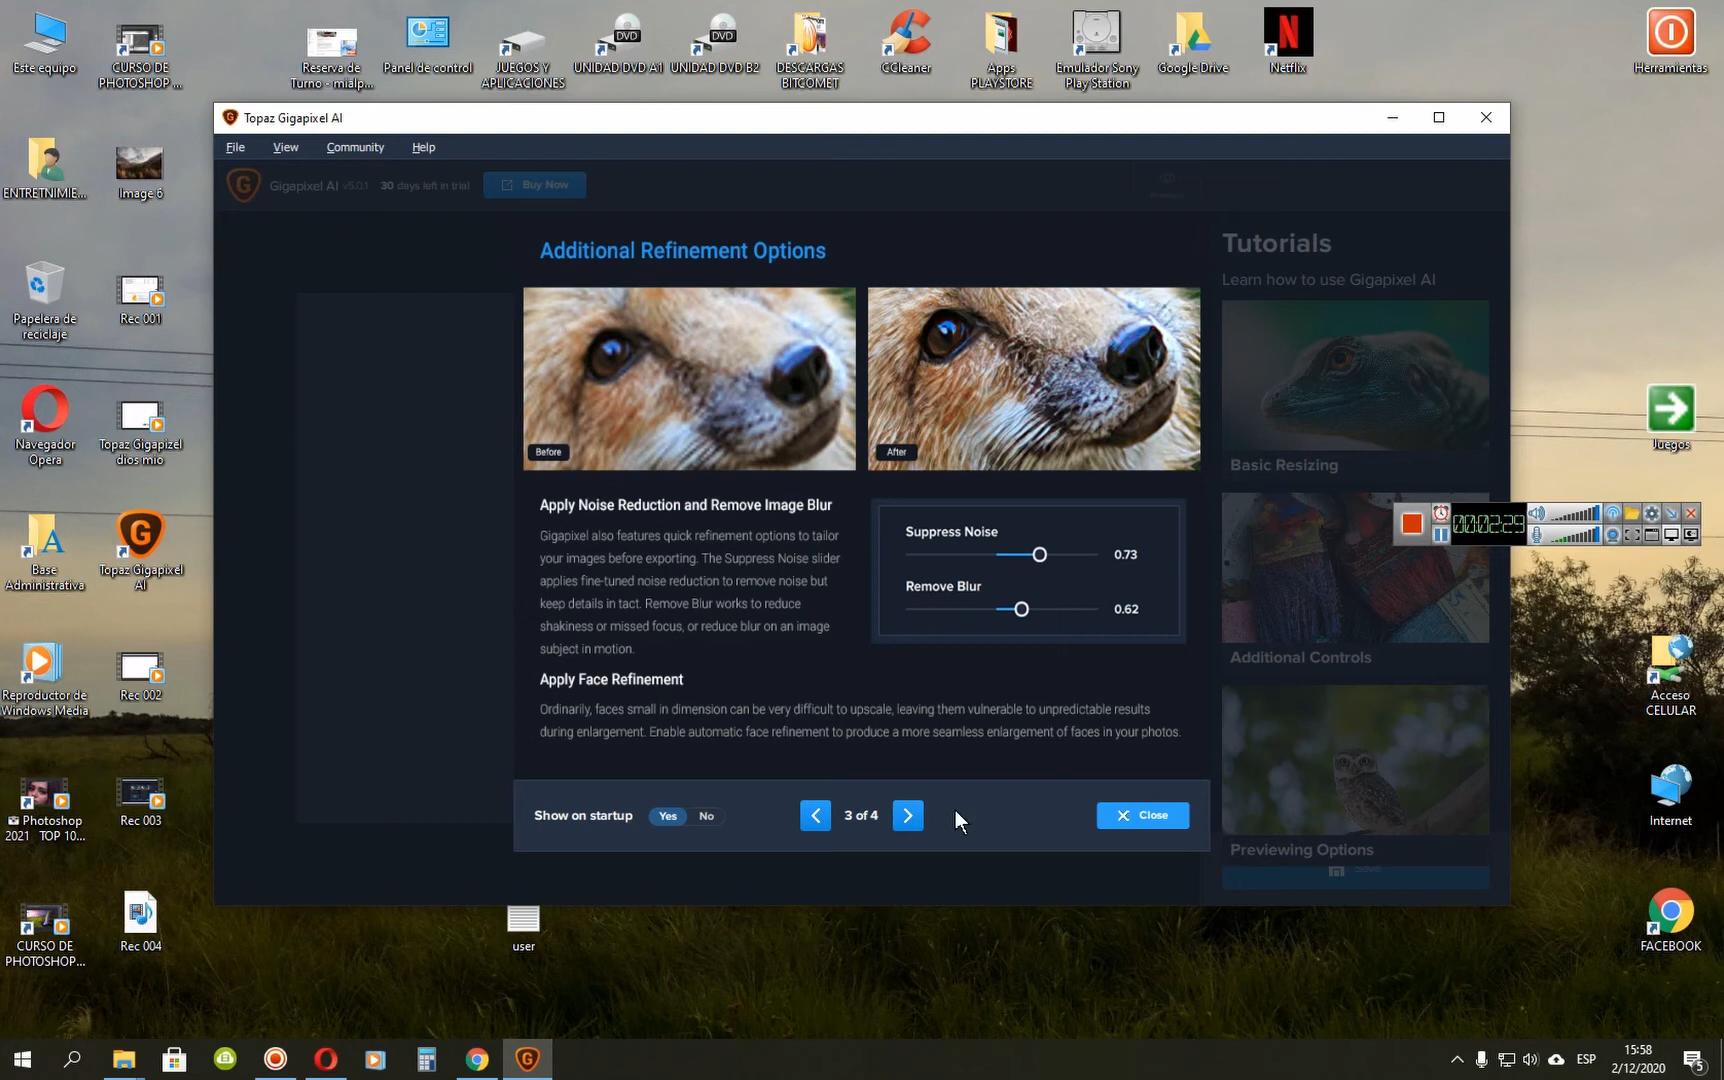 Este equipo
CURSO DE
PHOTOSHOP ...
Reserva de
Turno - mialp...
Panel de control
JUEGOS Y
APLICACIONES
DVD
UNIDAD DVD A1
DVD
UNIDAD DVD B2
DESCARGAS
BITCOMET
CCleaner
Apps
PLAYSTORE
Emulador Sony
Play Station
Google Drive
N
Netflix
Herramientas
ENTRETNIMIE...
Image 6
Papelera de
reciclaje
Rec 001
Navegador
Opera
Topaz Gigapizel
dios mio
Base
Administrativa
Topaz Gigapixel
AI
Reproductor de
Windows Media
Rec 002
Photoshop
2021 TOP 10...
Rec 003
CURSO DE
PHOTOSHOP...
Rec 004
user
Juegos
Acceso
CELULAR
Internet
FACEBOOK
Topaz Gigapixel AI
File View Community Help
Gigapixel AI v5.0.1 30 days left in trial
Buy Now
Additional Refinement Options
Before
After
Apply Noise Reduction and Remove Image Blur
Gigapixel also features quick refinement options to tailor
your images before exporting. The Suppress Noise slider
applies fine-tuned noise reduction to remove noise but
keep details in tact. Remove Blur works to reduce
shakiness or missed focus, or reduce blur on an image
subject in motion.
Suppress Noise
0.73
Remove Blur
0.62
Apply Face Refinement
Ordinarily, faces small in dimension can be very difficult to upscale, leaving them vulnerable to unpredictable results
during enlargement. Enable automatic face refinement to produce a more seamless enlargement of faces in your photos.
Show on startup Yes No
3 of 4
Close
Tutorials
Learn how to use Gigapixel AI
Basic Resizing
Additional Controls
Previewing Options
Save
00:02:29
ESP
15:58
2/12/2020
5